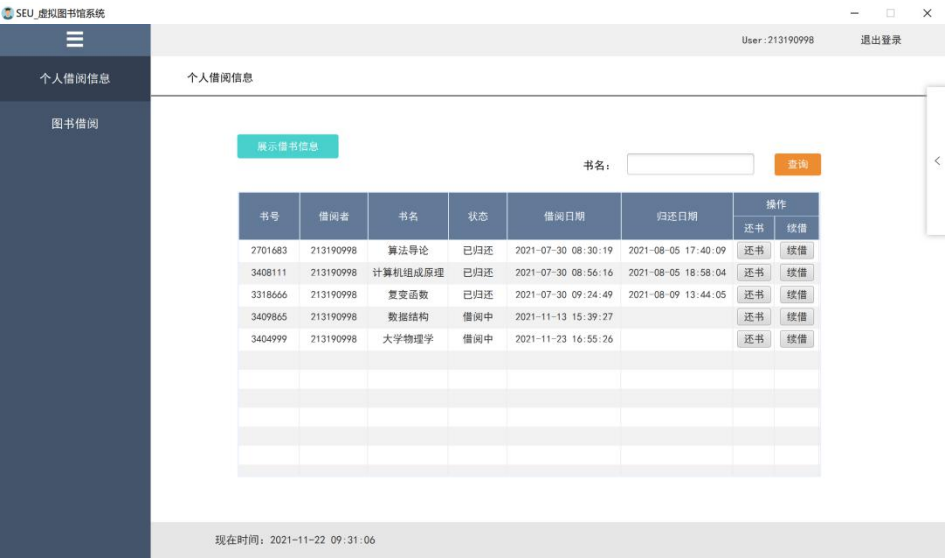 SEU_虚拟图书馆系统
User:213190998 退出登录
个人借阅信息
个人借阅信息
图书借阅
展示借书信息
书名： 查询
书号 借阅者 书名 状态 借阅日期 归还日期 操作
还书 续借
2701683 213190998 算法导论 已归还 2021-07-30 08:30:19 2021-08-05 17:40:09 还书 续借
3408111 213190998 计算机组成原理 已归还 2021-07-30 08:56:16 2021-08-05 18:58:04 还书 续借
3318666 213190998 复变函数 已归还 2021-07-30 09:24:49 2021-08-09 13:44:05 还书 续借
3409865 213190998 数据结构 借阅中 2021-11-13 15:39:27 还书 续借
3404999 213190998 大学物理学 借阅中 2021-11-23 16:55:26 还书 续借
现在时间：2021-11-22 09:31:06